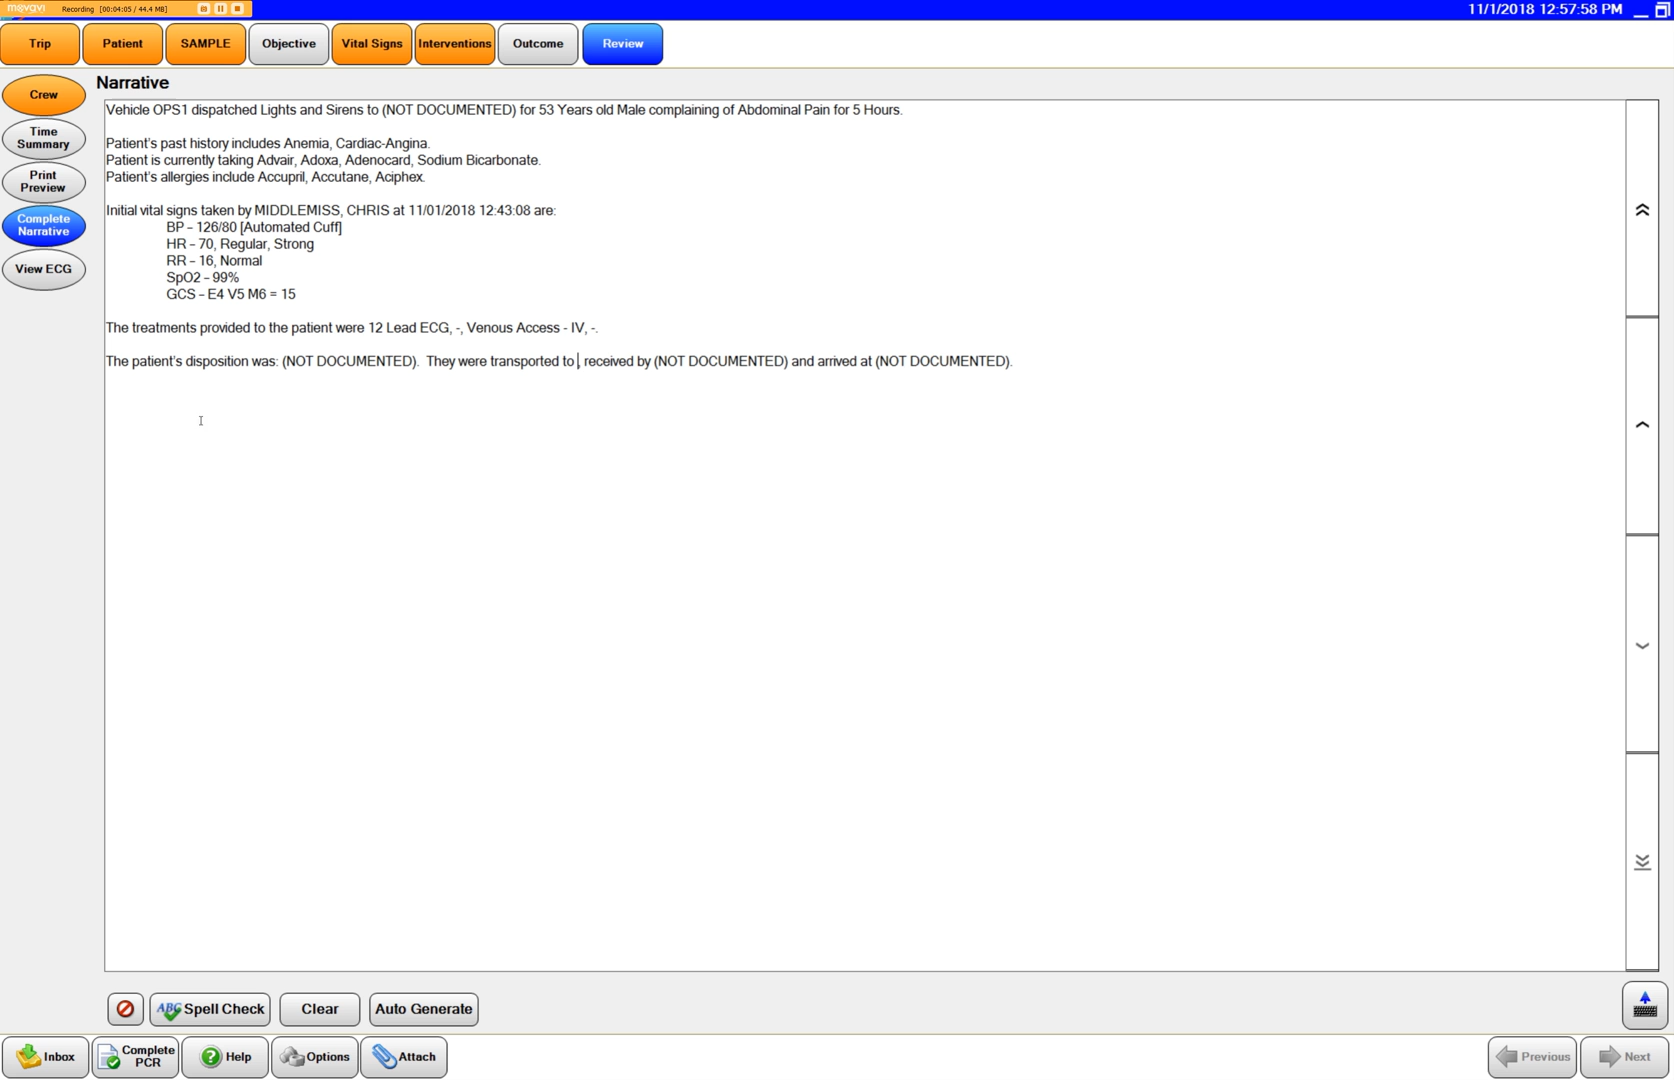 movavi Recording [00:04:05 / 44.4 MB]
11/1/2018 12:57:58 PM
Trip Patient SAMPLE Objective Vital Signs Interventions Outcome Review
Crew
Time Summary
Print Preview
Complete Narrative
View ECG
Narrative
Vehicle OPS1 dispatched Lights and Sirens to (NOT DOCUMENTED) for 53 Years old Male complaining of Abdominal Pain for 5 Hours.
Patient's past history includes Anemia, Cardiac-Angina.
Patient is currently taking Advair, Adoxa, Adenocard, Sodium Bicarbonate.
Patient's allergies include Accupril, Accutane, Aciphex.
Initial vital signs taken by MIDDLEMISS, CHRIS at 11/01/2018 12:43:08 are:
BP – 126/80 [Automated Cuff]
HR – 70, Regular, Strong
RR – 16, Normal
SpO2 – 99%
GCS – E4 V5 M6 = 15
The treatments provided to the patient were 12 Lead ECG, -, Venous Access - IV, -.
The patient's disposition was: (NOT DOCUMENTED).  They were transported to , received by (NOT DOCUMENTED) and arrived at (NOT DOCUMENTED).
ABC Spell Check Clear Auto Generate
Inbox Complete PCR Help Options Attach Previous Next